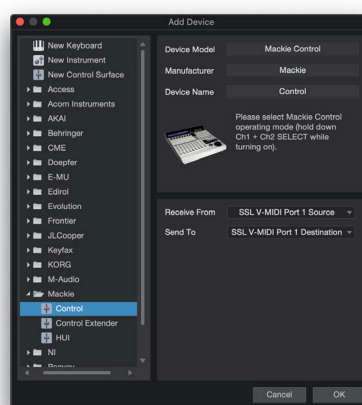 Add Device
New Keyboard
New Instrument
New Control Surface
Access
Acorn Instruments
AKAI
Behringer
CME
Doepfer
E-MU
Edirol
Evolution
Frontier
JLCooper
Keyfax
KORG
M-Audio
Mackie
Control
Control Extender
HUI
NI
Peavey
Device Model Mackie Control
Manufacturer Mackie
Device Name Control
Please select Mackie Control
operating mode (hold down
Ch1 + Ch2 SELECT while
turning on).
Receive From SSL V-MIDI Port 1 Source
Send To SSL V-MIDI Port 1 Destination
Cancel OK